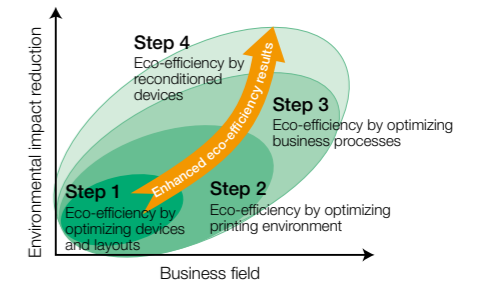 Environmental impact reduction
Step 4
Eco-efficiency by
reconditioned
devices
Enhanced eco-efficiency results
Step 3
Eco-efficiency by optimizing
business processes
Step 1
Eco-efficiency by
optimizing devices
and layouts
Step 2
Eco-efficiency by optimizing
printing environment
Business field